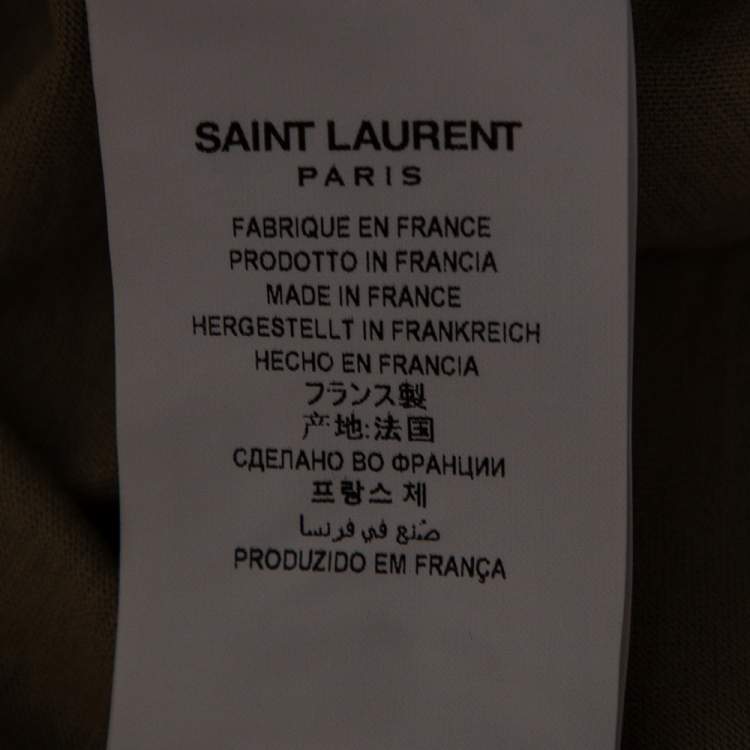 SAINT LAURENT
PARIS
FABRIQUE EN FRANCE
PRODOTTO IN FRANCIA
MADE IN FRANCE
HERGESTELLT IN FRANKREICH
HECHO EN FRANCIA
フランス製
产地:法国
СДЕЛАНО ВО ФРАНЦИИ
프랑스 제
صُنع في فرنسا
PRODUZIDO EM FRANÇA